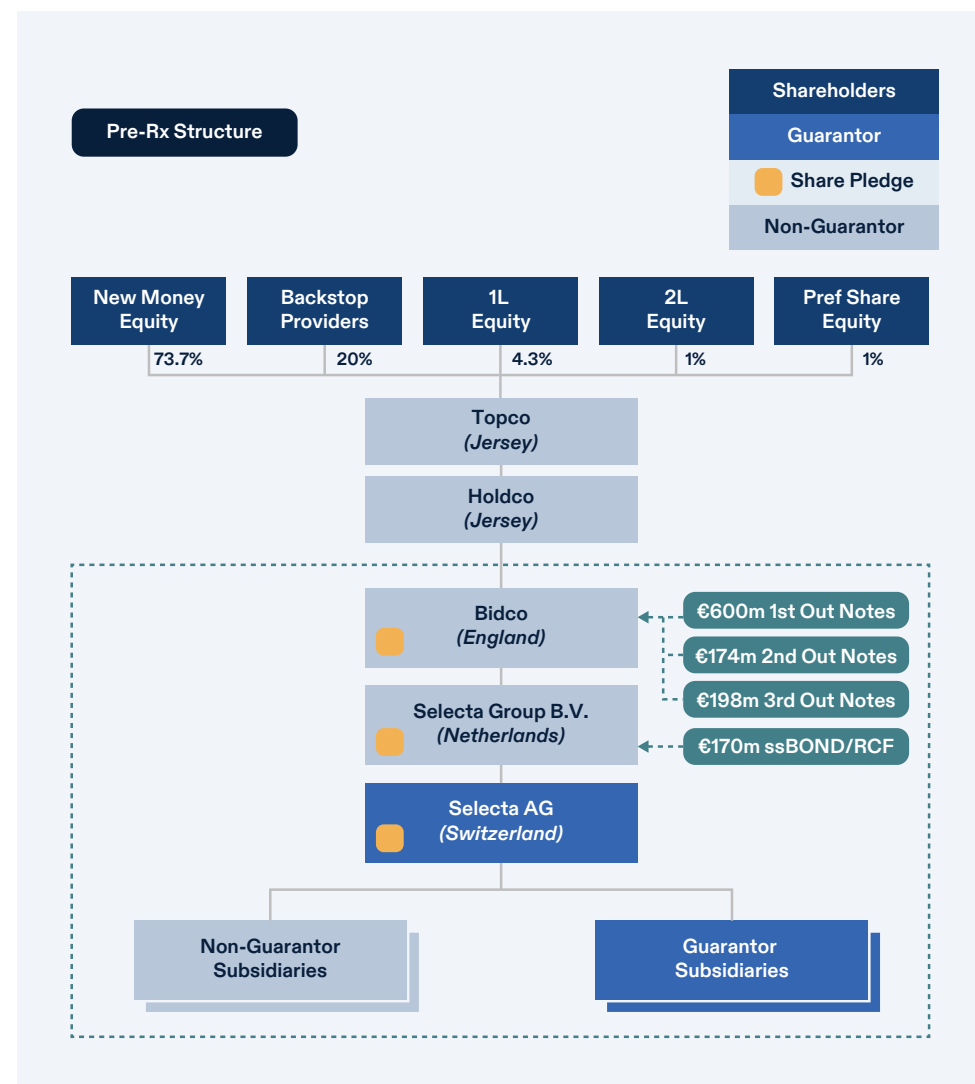 Pre-Rx Structure
Shareholders
Guarantor
Share Pledge
Non-Guarantor
New Money
Equity
Backstop
Providers
1L
Equity
2L
Equity
Pref Share
Equity
73.7%
20%
4.3%
1%
1%
Topco
(Jersey)
Holdco
(Jersey)
Bidco
(England)
€600m 1st Out Notes
€174m 2nd Out Notes
€198m 3rd Out Notes
Selecta Group B.V.
(Netherlands)
€170m ssBOND/RCF
Selecta AG
(Switzerland)
Non-Guarantor
Subsidiaries
Guarantor
Subsidiaries